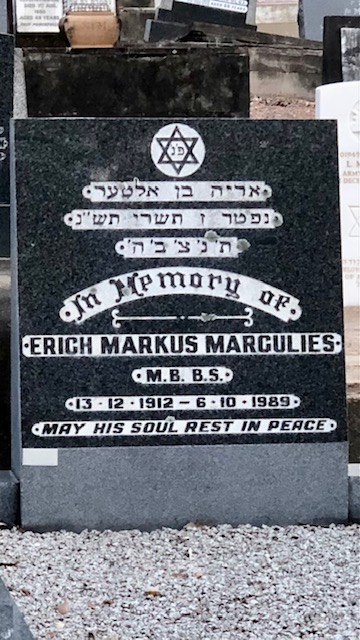 פנ
אריה בן אלטער
נפטר ז תשרי תש״נ
ת׳נ׳צ׳ב׳ה׳
In Memory of
ERICH MARKUS MARGULIES
M.B. B.S.
13·12·1912 – 6·10·1989
MAY HIS SOUL REST IN PEACE